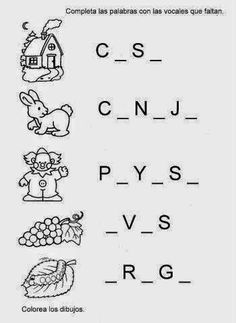 Completa las palabras con las vocales que faltan.
C _ S _
C _ N _ J _
P _ Y _ S _
_ V _ S
_ R _ G _
Colorea los dibujos.